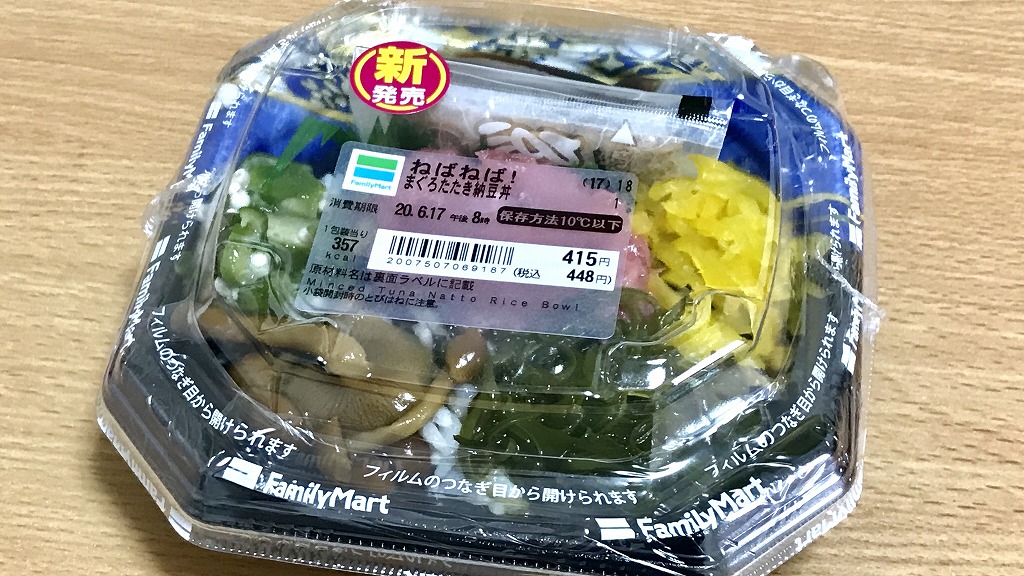 新
発売
FamilyMart
ねばねば!
まぐろたたき納豆丼
(17) 18
1
消費期限 20.6.17 午後 8時 保存方法10℃以下
1包装当り
357
kcal
415円
2007507069187 (税込 448円)
原材料名は裏面ラベルに記載
Minced Tuna Natto Rice Bowl
小袋開封時のとびはねに注意。
フィルムのつなぎ目から開けられます
FamilyMart
フィルムのつなぎ目から開けられます
FamilyMart
フィルムのつなぎ目から開けられます
FamilyMart